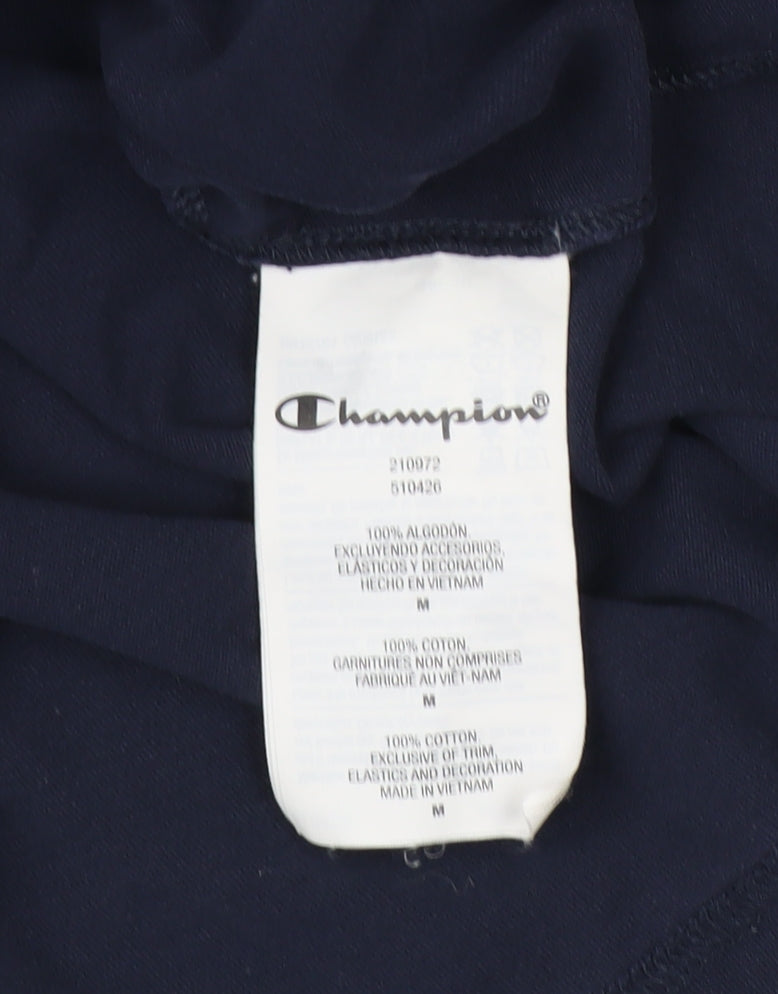 Champion®
210972
510426
100% ALGODÓN,
EXCLUYENDO ACCESORIOS,
ELÁSTICOS Y DECORACIÓN
HECHO EN VIETNAM
M
100% COTON,
GARNITURES NON COMPRISES
FABRIQUÉ AU VIÊT-NAM
M
100% COTTON,
EXCLUSIVE OF TRIM,
ELASTICS AND DECORATION
MADE IN VIETNAM
M